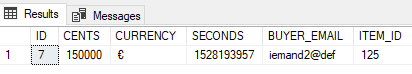 Results Messages
ID CENTS CURRENCY SECONDS BUYER_EMAIL ITEM_ID
1 7 150000 € 1528193957 iemand2@def 125